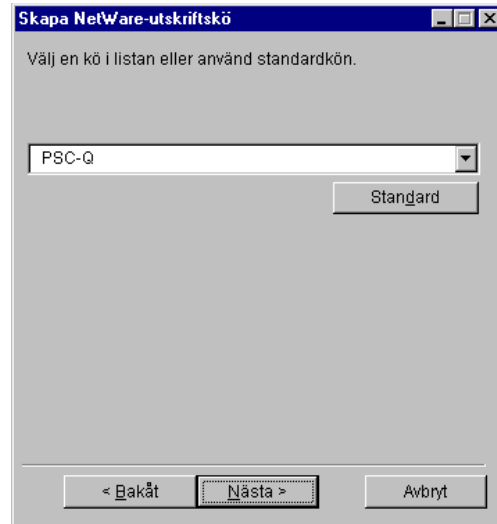 Skapa NetWare-utskriftskö
Välj en kö i listan eller använd standardkön.
PSC-Q
Standard
< Bakåt
Nästa >
Avbryt